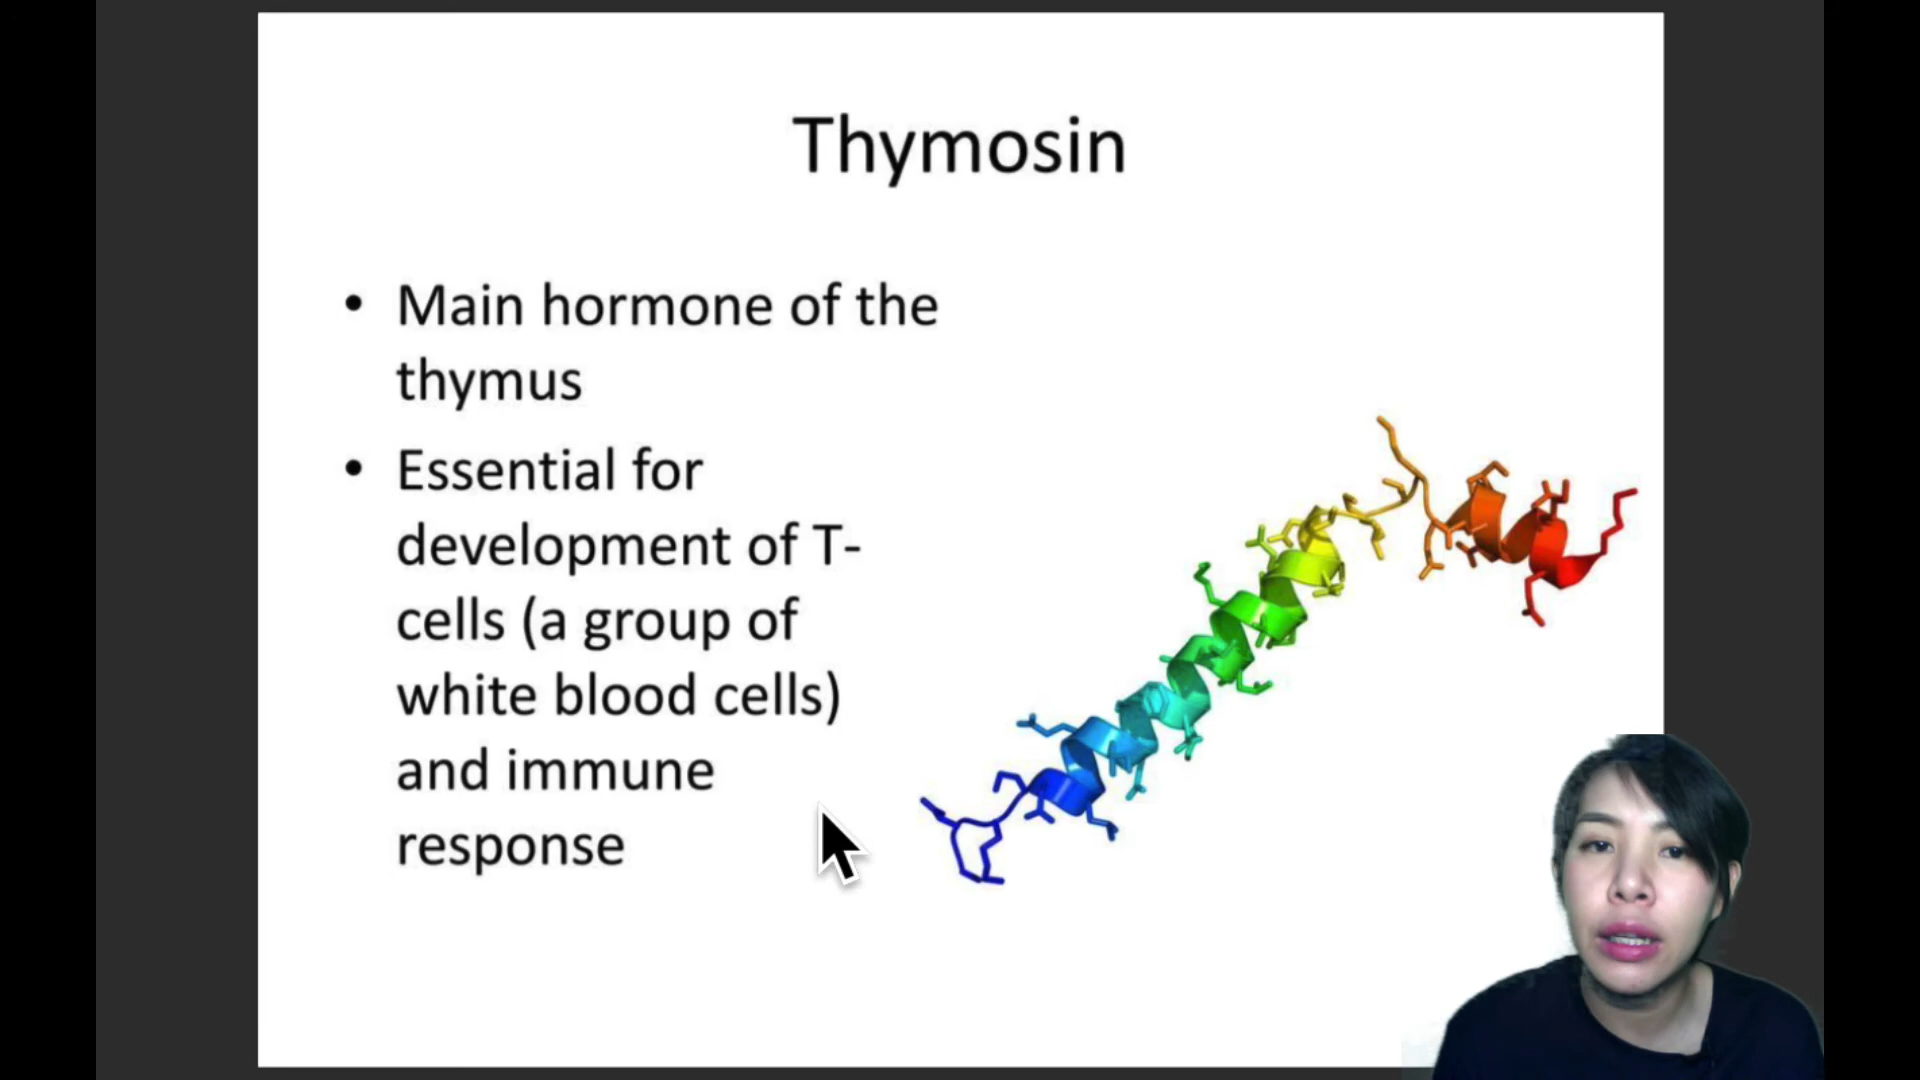 Thymosin
• Main hormone of the
thymus
• Essential for
development of T-
cells (a group of
white blood cells)
and immune
response